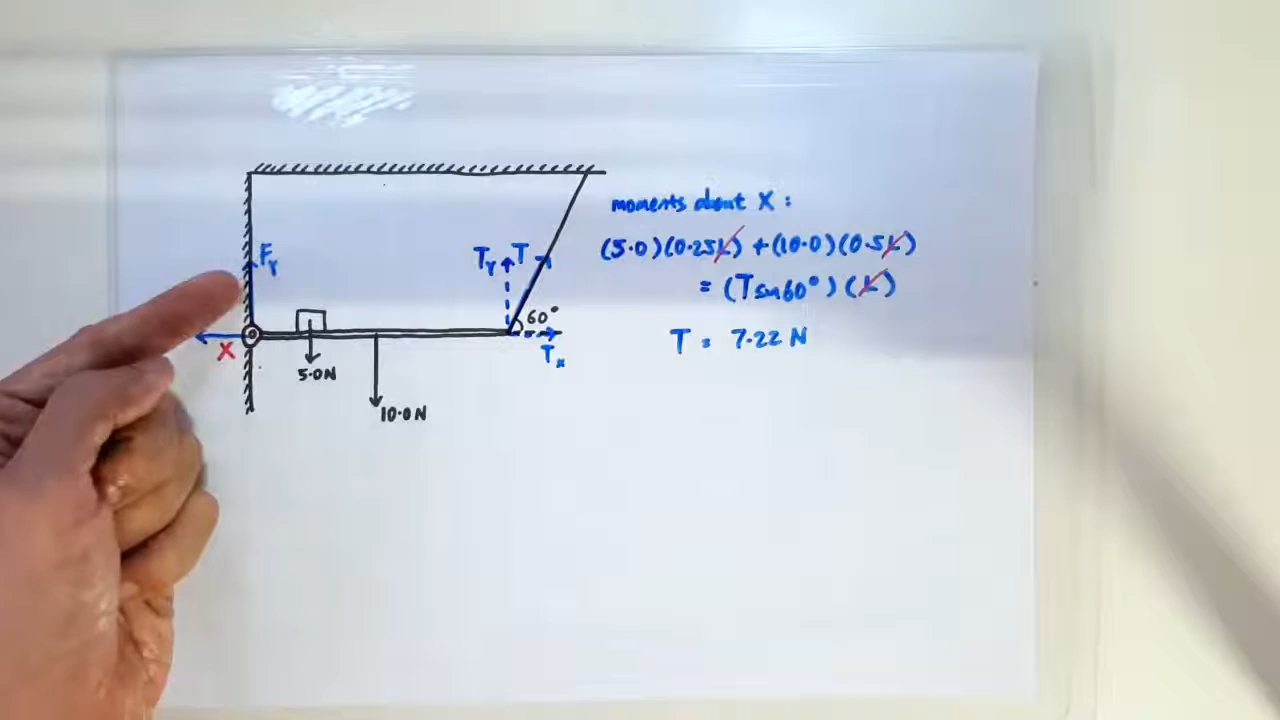 moments about X :
(5.0)(0.25L) + (10.0)(0.5L)
= (T sin60°)(L)
T = 7.22 N
Fy
Ty
T
60°
X
Tx
5.0N
10.0N